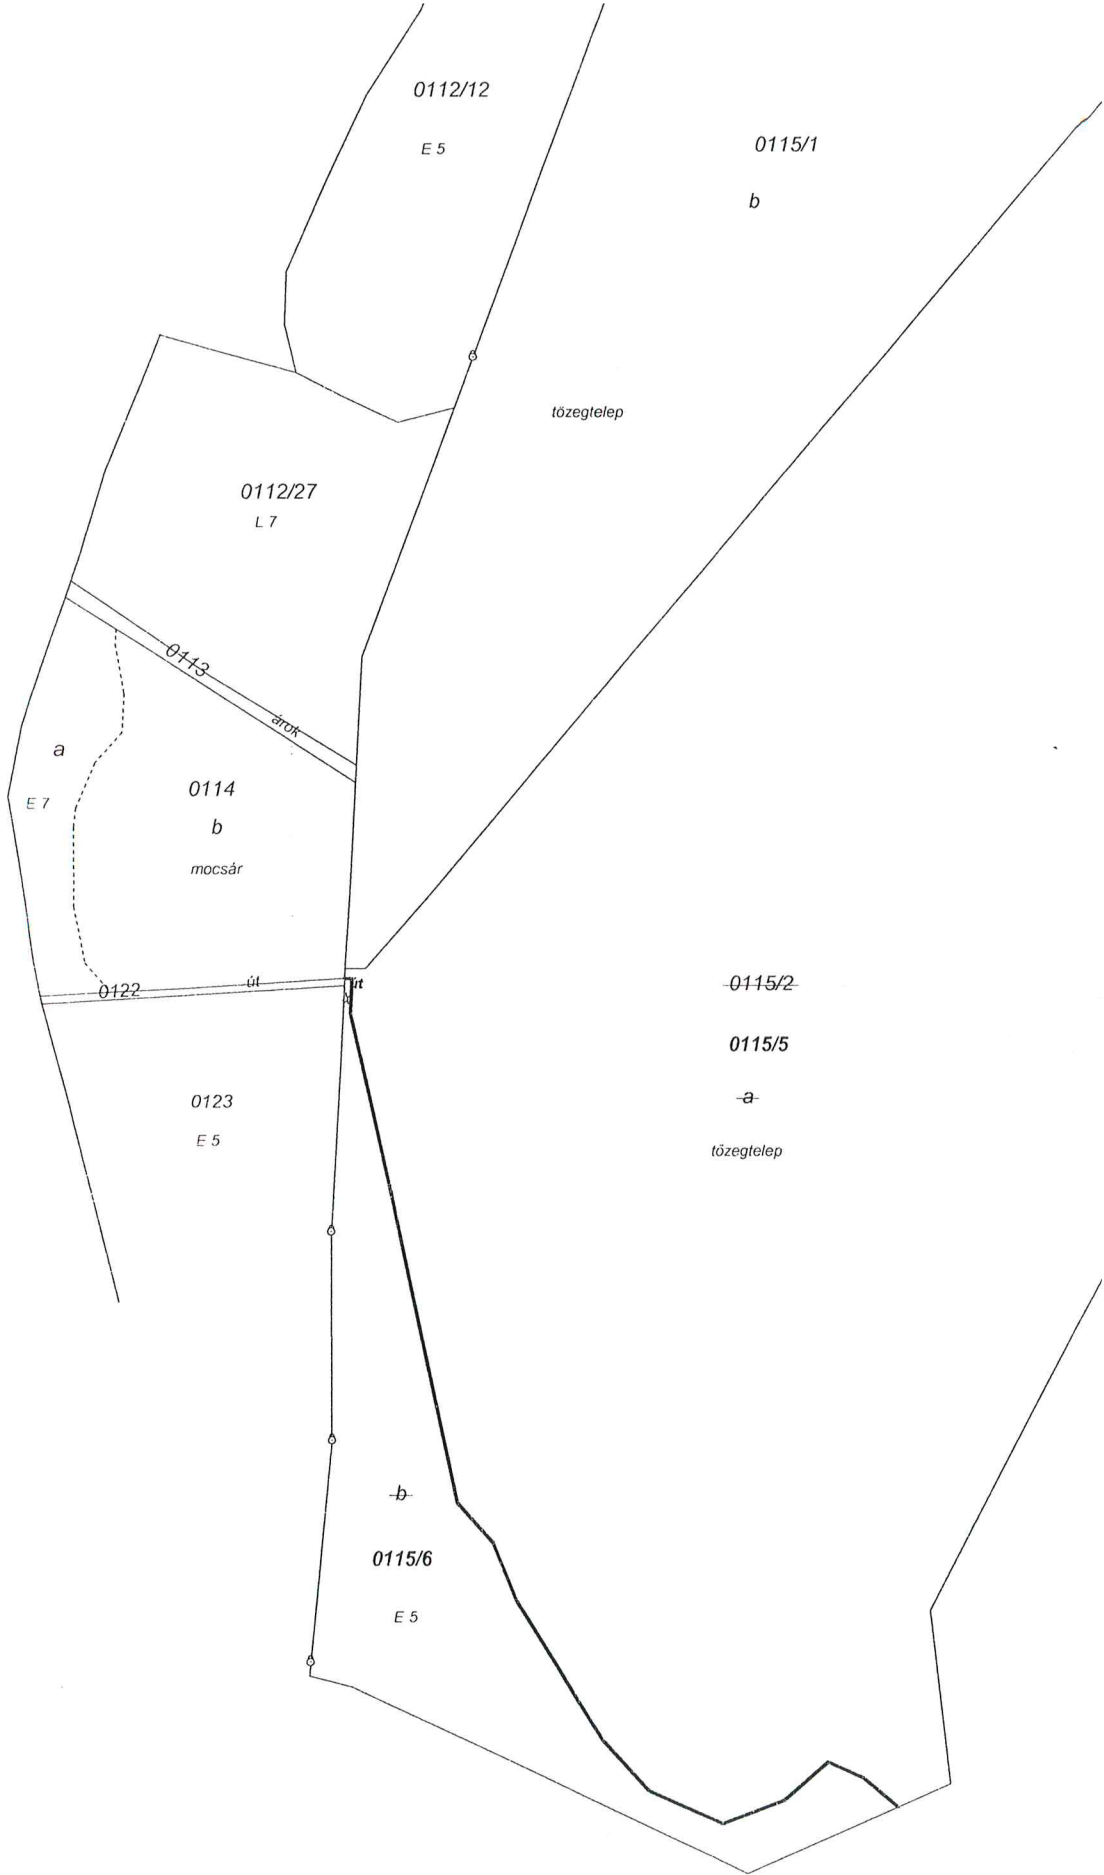 0112/12
E 5
0115/1
b
tőzegtelep
0112/27
L 7
0113
árok
a
E 7
0114
b
mocsár
0122
út
út
0115/2
0115/5
a
tőzegtelep
0123
E 5
b
0115/6
E 5